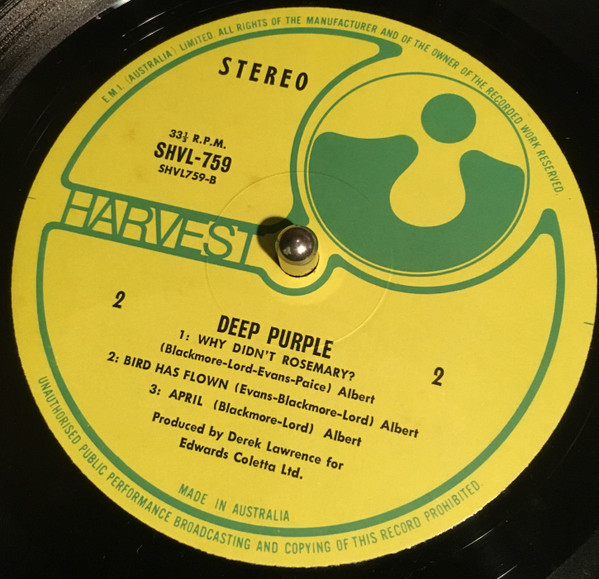 E.M.I. (AUSTRALIA) LIMITED. ALL RIGHTS OF THE MANUFACTURER AND OF THE OWNER OF THE RECORDED WORK RESERVED
STEREO
33⅓ R.P.M.
SHVL-759
SHVL759-B
HARVEST
2
2
DEEP PURPLE
1: WHY DIDN'T ROSEMARY?
(Blackmore-Lord-Evans-Paice) Albert
2: BIRD HAS FLOWN (Evans-Blackmore-Lord) Albert
3: APRIL (Blackmore-Lord) Albert
Produced by Derek Lawrence for
Edwards Coletta Ltd.
MADE IN AUSTRALIA
UNAUTHORISED PUBLIC PERFORMANCE BROADCASTING AND COPYING OF THIS RECORD PROHIBITED.